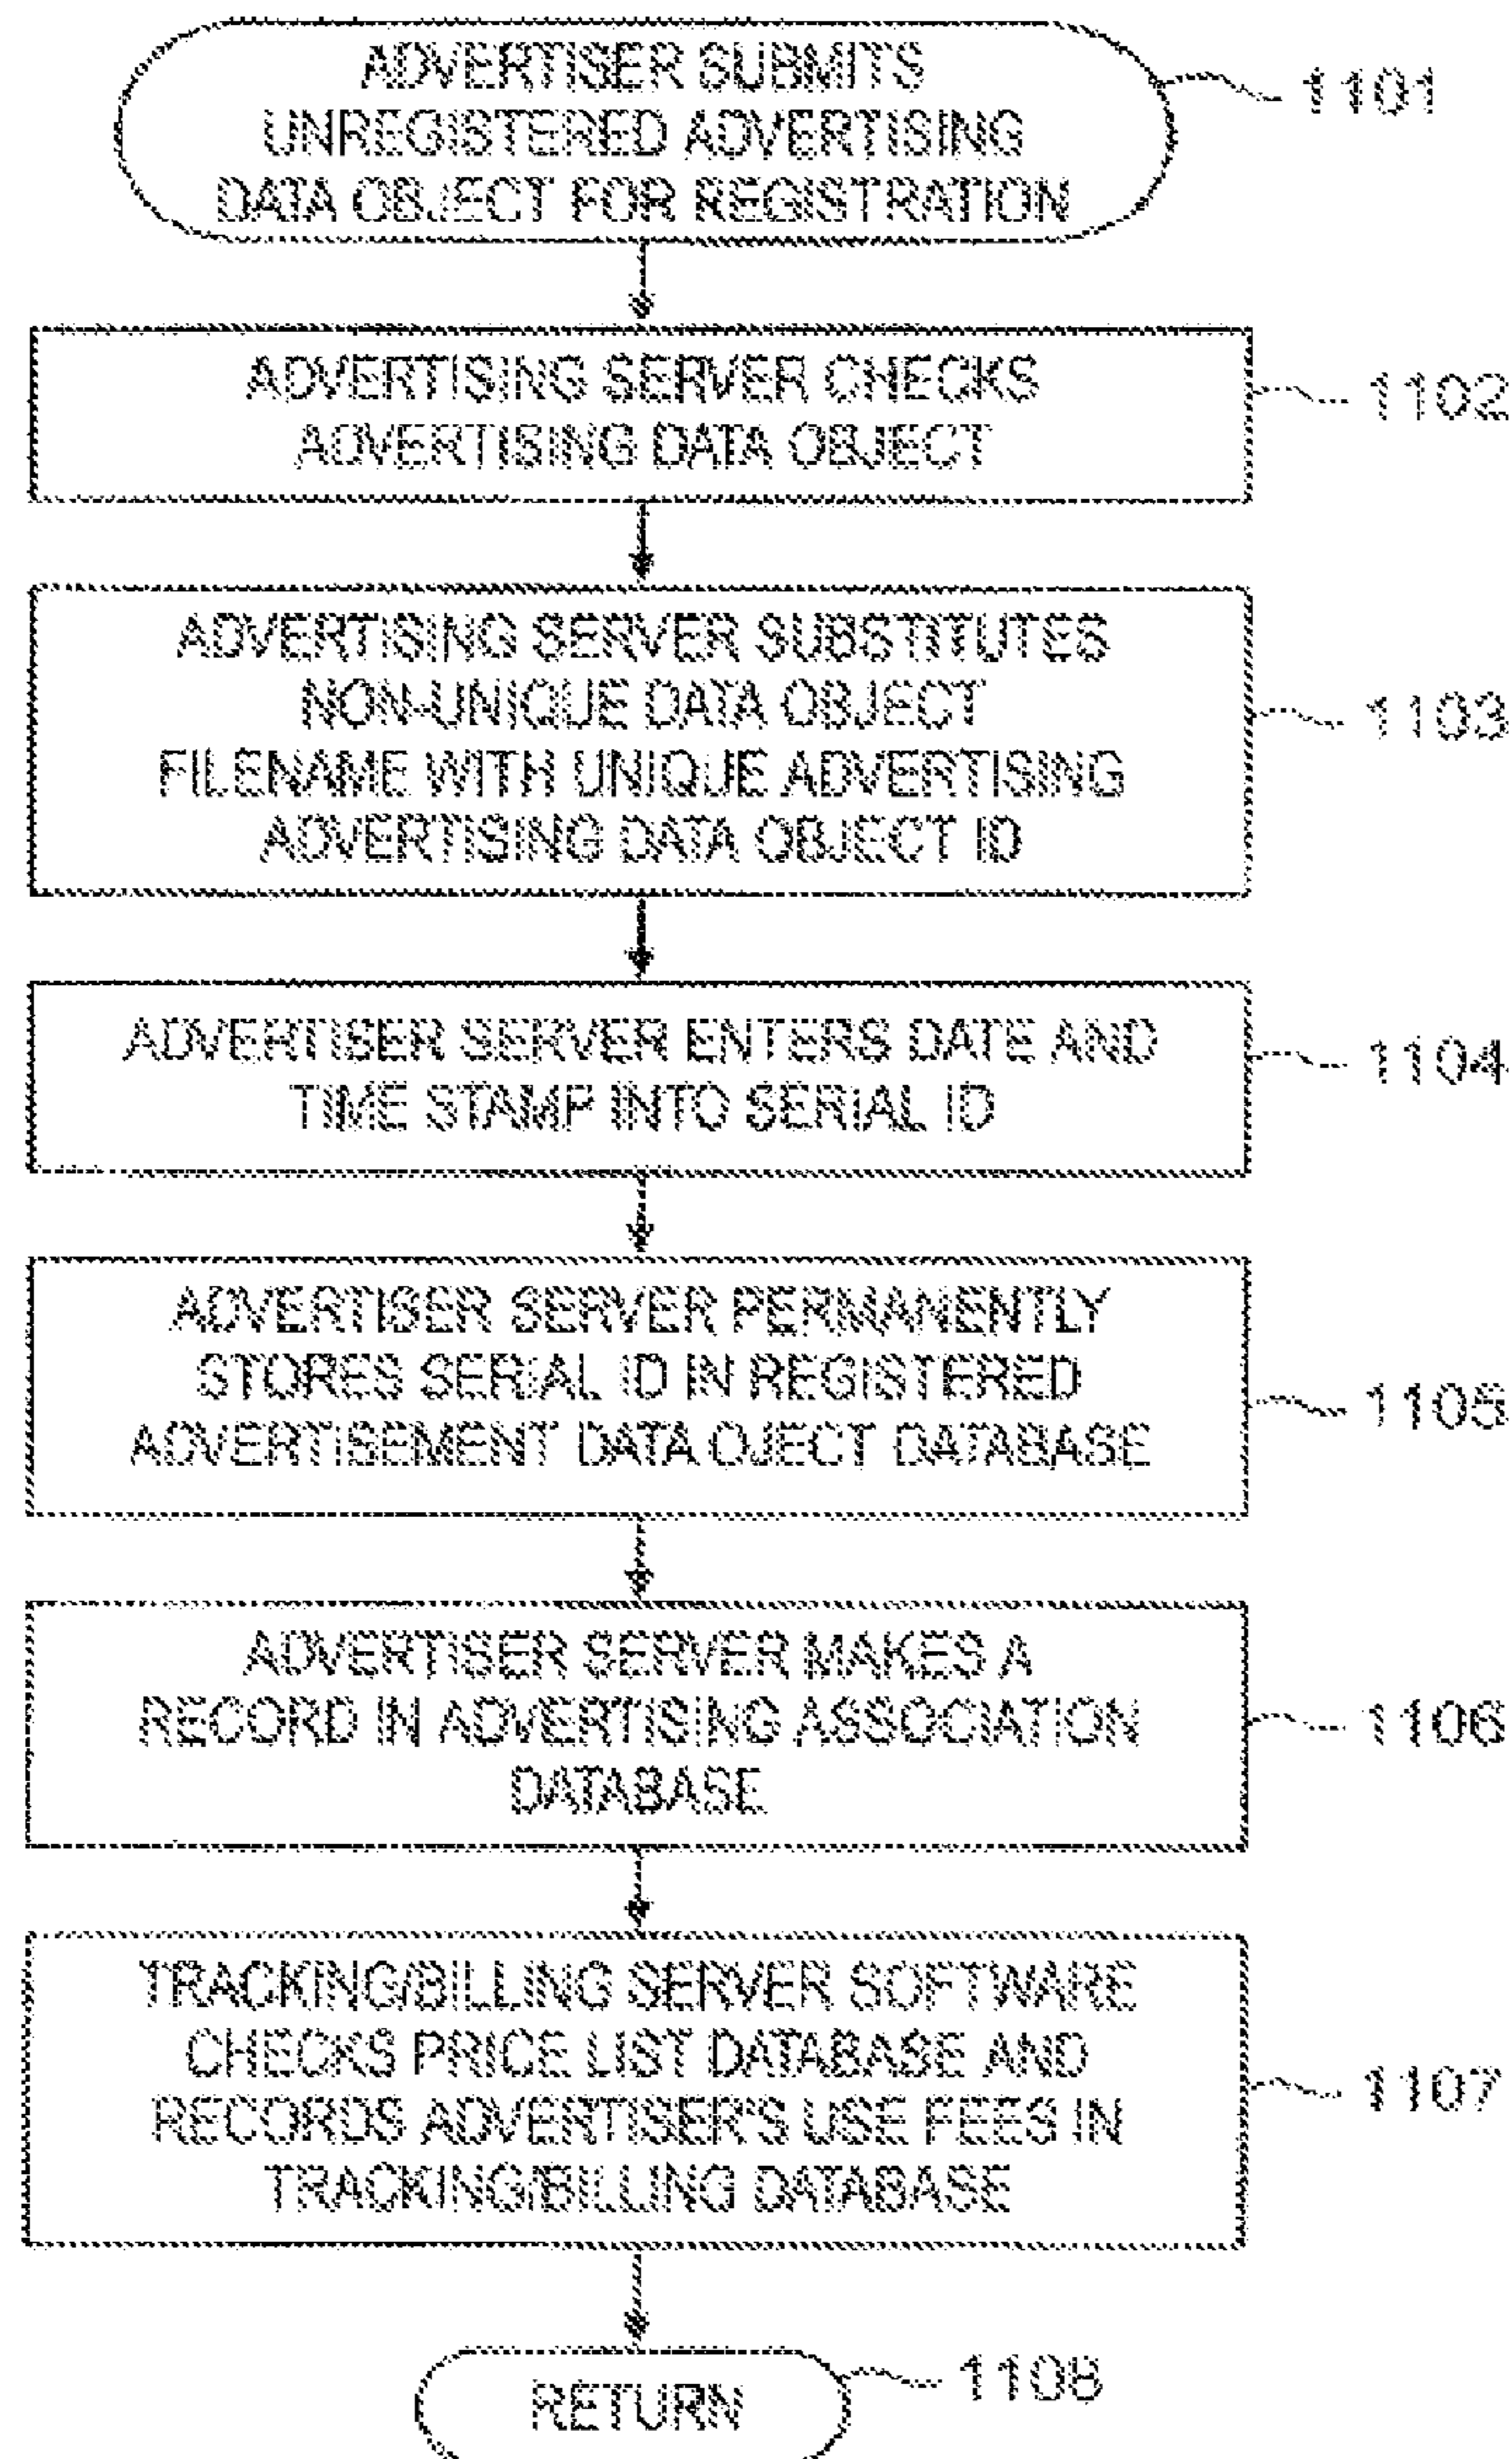 ADVERTISER SUBMITS
UNREGISTERED ADVERTISING
DATA OBJECT FOR REGISTRATION
1101
ADVERTISING SERVER CHECKS
ADVERTISING DATA OBJECT
1102
ADVERTISING SERVER SUBSTITUTES
NON-UNIQUE DATA OBJECT
FILENAME WITH UNIQUE ADVERTISING
ADVERTISING DATA OBJECT ID
1103
ADVERTISER SERVER ENTERS DATE AND
TIME STAMP INTO SERIAL ID
1104
ADVERTISER SERVER PERMANENTLY
STORES SERIAL ID IN REGISTERED
ADVERTISEMENT DATA OJECT DATABASE
1105
ADVERTISER SERVER MAKES A
RECORD IN ADVERTISING ASSOCIATION
DATABASE
1106
TRACKING/BILLING SERVER SOFTWARE
CHECKS PRICE LIST DATABASE AND
RECORDS ADVERTISER'S USE FEES IN
TRACKING/BILLING DATABASE
1107
RETURN
1108